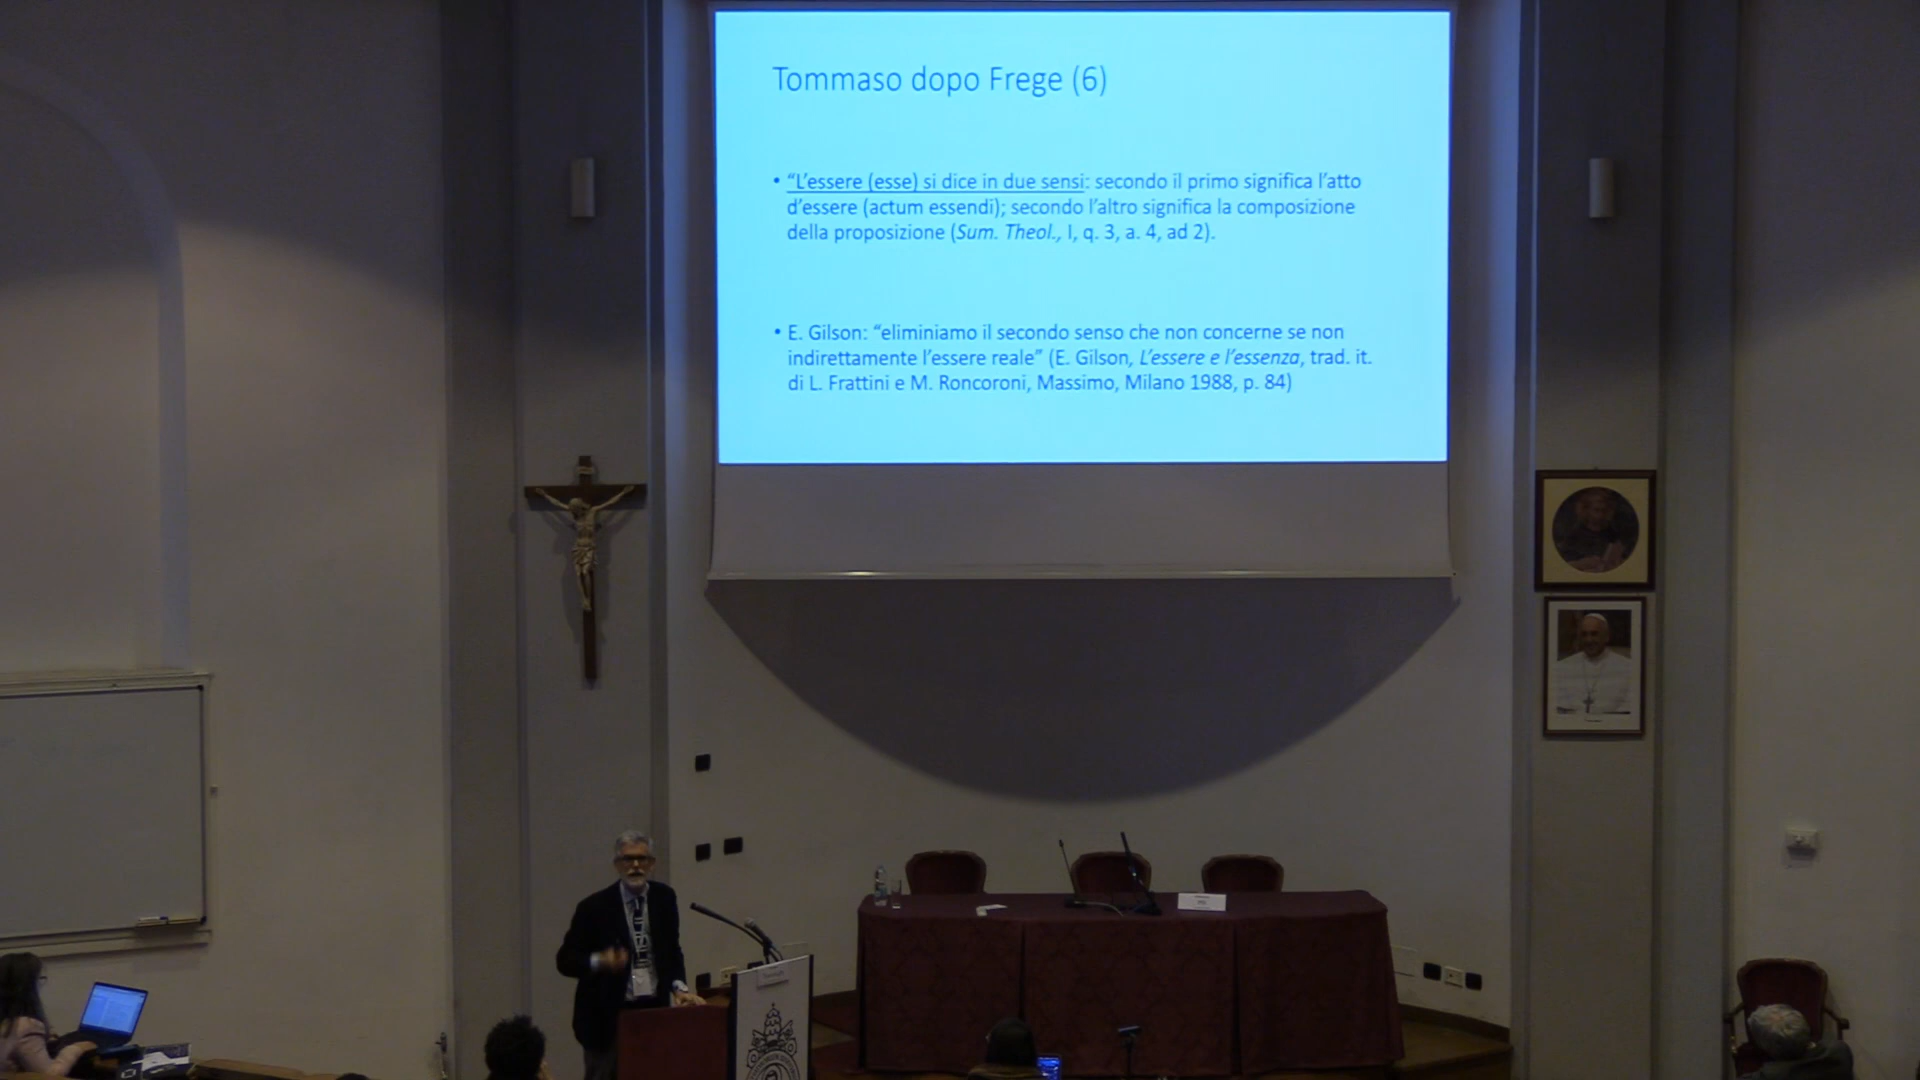 Tommaso dopo Frege (6)
• “L’essere (esse) si dice in due sensi: secondo il primo significa l’atto
d’essere (actum essendi); secondo l’altro significa la composizione
della proposizione (Sum. Theol., I, q. 3, a. 4, ad 2).
• E. Gilson: “eliminiamo il secondo senso che non concerne se non
indirettamente l’essere reale” (E. Gilson, L’essere e l’essenza, trad. it.
di L. Frattini e M. Roncoroni, Massimo, Milano 1988, p. 84)